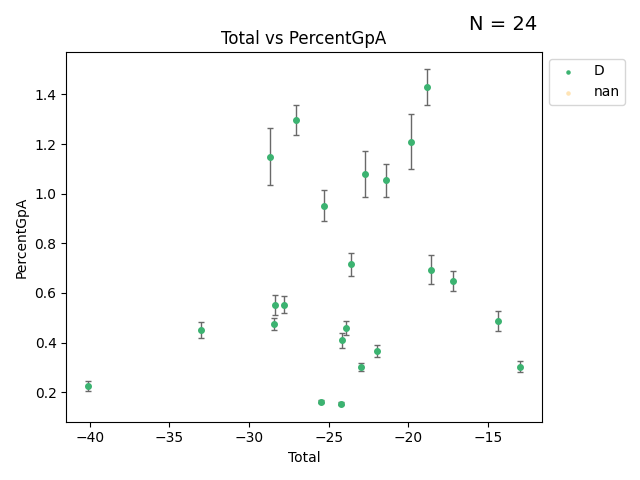 N = 24
Total vs PercentGpA
D
nan
PercentGpA
1.4
1.2
1.0
0.8
0.6
0.4
0.2
−40
−35
−30
−25
−20
−15
Total